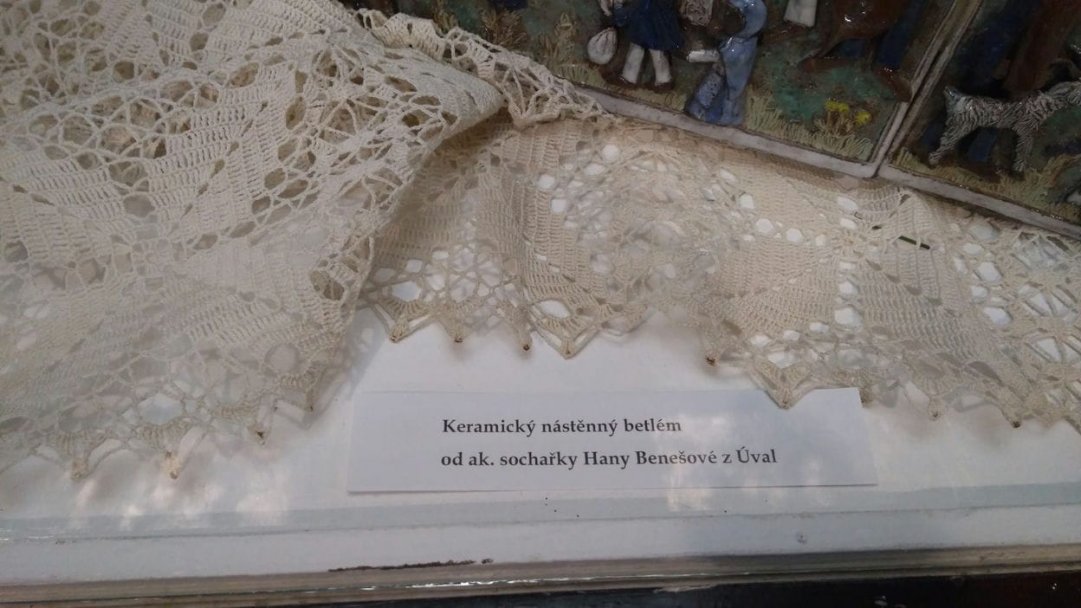 Keramický nástěnný betlém
od ak. sochařky Hany Benešové z Úval